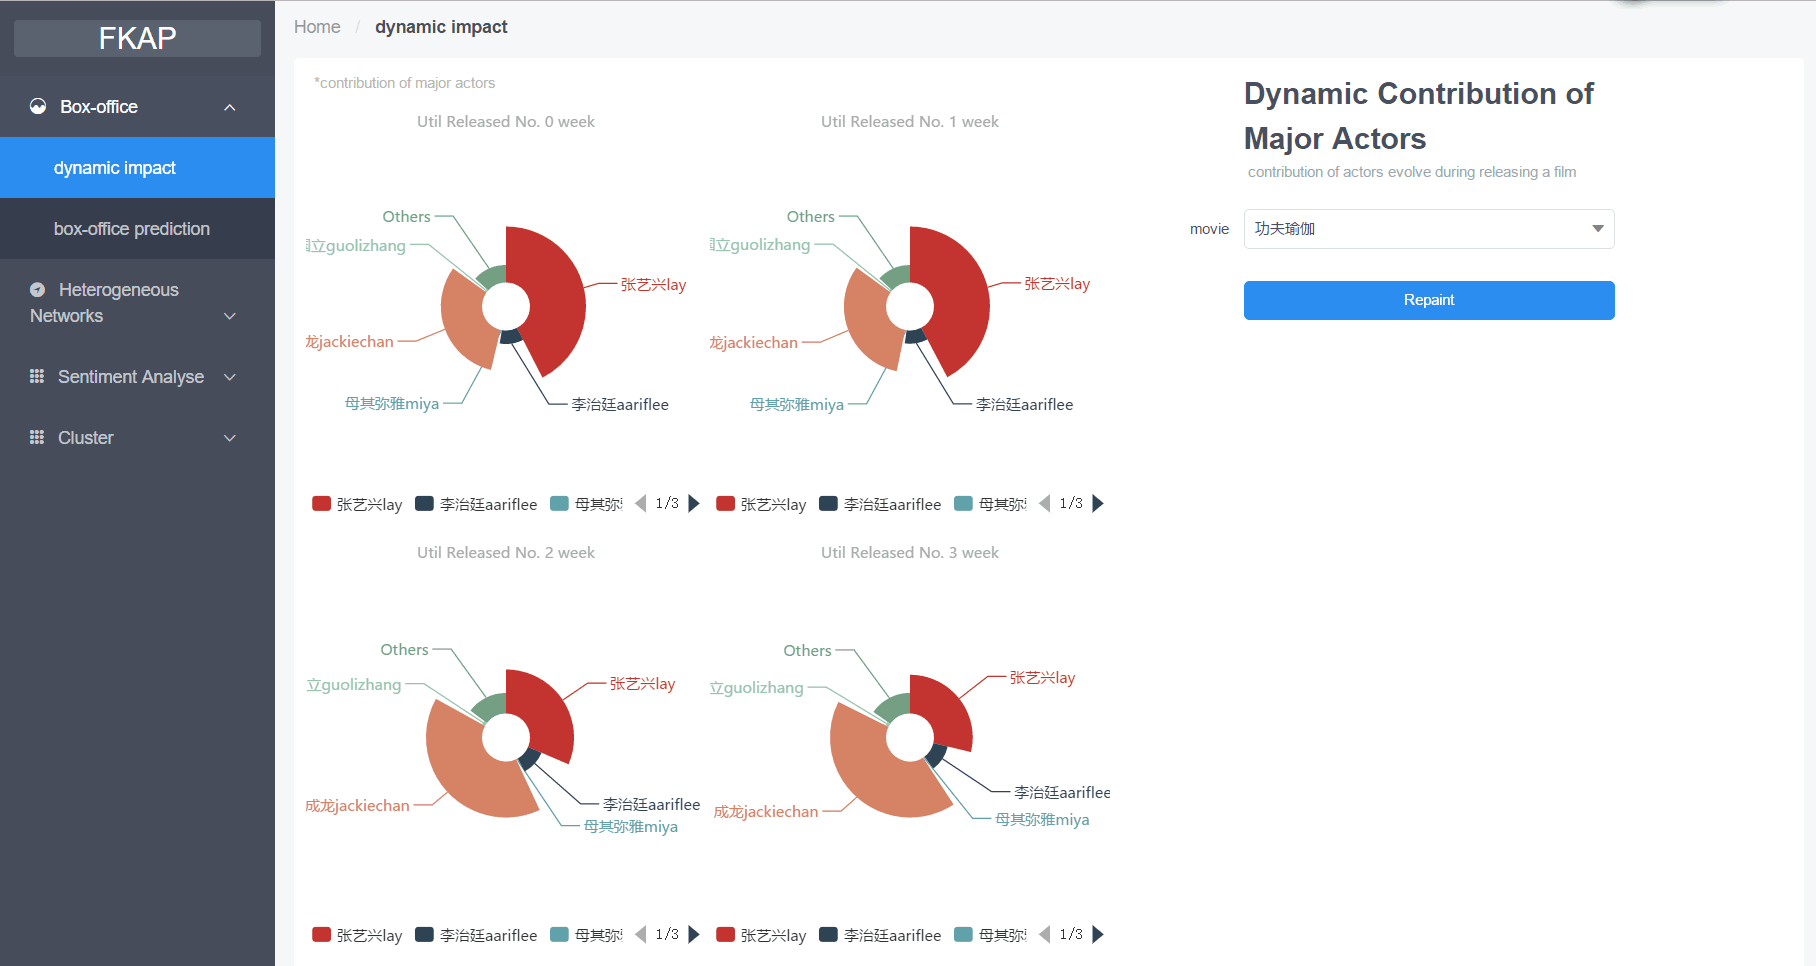 FKAP
Box-office
dynamic impact
box-office prediction
Heterogeneous
Networks
Sentiment Analyse
Cluster
Home / dynamic impact
*contribution of major actors
Util Released No. 0 week
Others
立guolizhang
张艺兴lay
龙jackiechan
母其弥雅miya
李治廷aariflee
张艺兴lay 李治廷aariflee 母其弥 1/3
Util Released No. 1 week
Others
立guolizhang
张艺兴lay
龙jackiechan
母其弥雅miya
李治廷aariflee
张艺兴lay 李治廷aariflee 母其弥 1/3
Util Released No. 2 week
Others
立guolizhang
张艺兴lay
成龙jackiechan
李治廷aariflee
母其弥雅miya
张艺兴lay 李治廷aariflee 母其弥 1/3
Util Released No. 3 week
Others
立guolizhang
张艺兴lay
成龙jackiechan
李治廷aariflee
母其弥雅miya
张艺兴lay 李治廷aariflee 母其弥 1/3
Dynamic Contribution of
Major Actors
contribution of actors evolve during releasing a film
movie 功夫瑜伽
Repaint